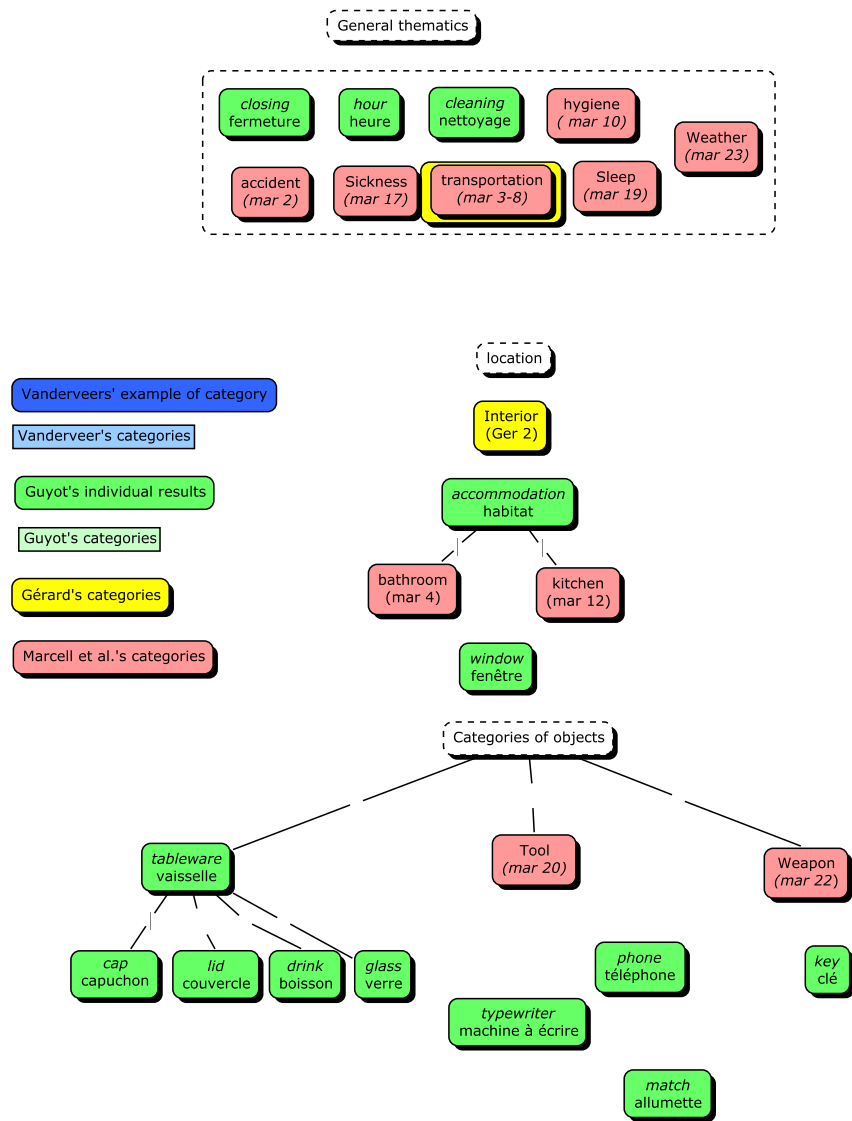 General thematics
closing
fermeture
hour
heure
cleaning
nettoyage
hygiene
( mar 10)
Weather
(mar 23)
accident
(mar 2)
Sickness
(mar 17)
transportation
(mar 3-8)
Sleep
(mar 19)
location
Vanderveers' example of category
Vanderveer's categories
Guyot's individual results
Guyot's categories
Gérard's categories
Marcell et al.'s categories
Interior
(Ger 2)
accommodation
habitat
bathroom
(mar 4)
kitchen
(mar 12)
window
fenêtre
Categories of objects
tableware
vaisselle
Tool
(mar 20)
Weapon
(mar 22)
cap
capuchon
lid
couvercle
drink
boisson
glass
verre
phone
téléphone
key
clé
typewriter
machine à écrire
match
allumette